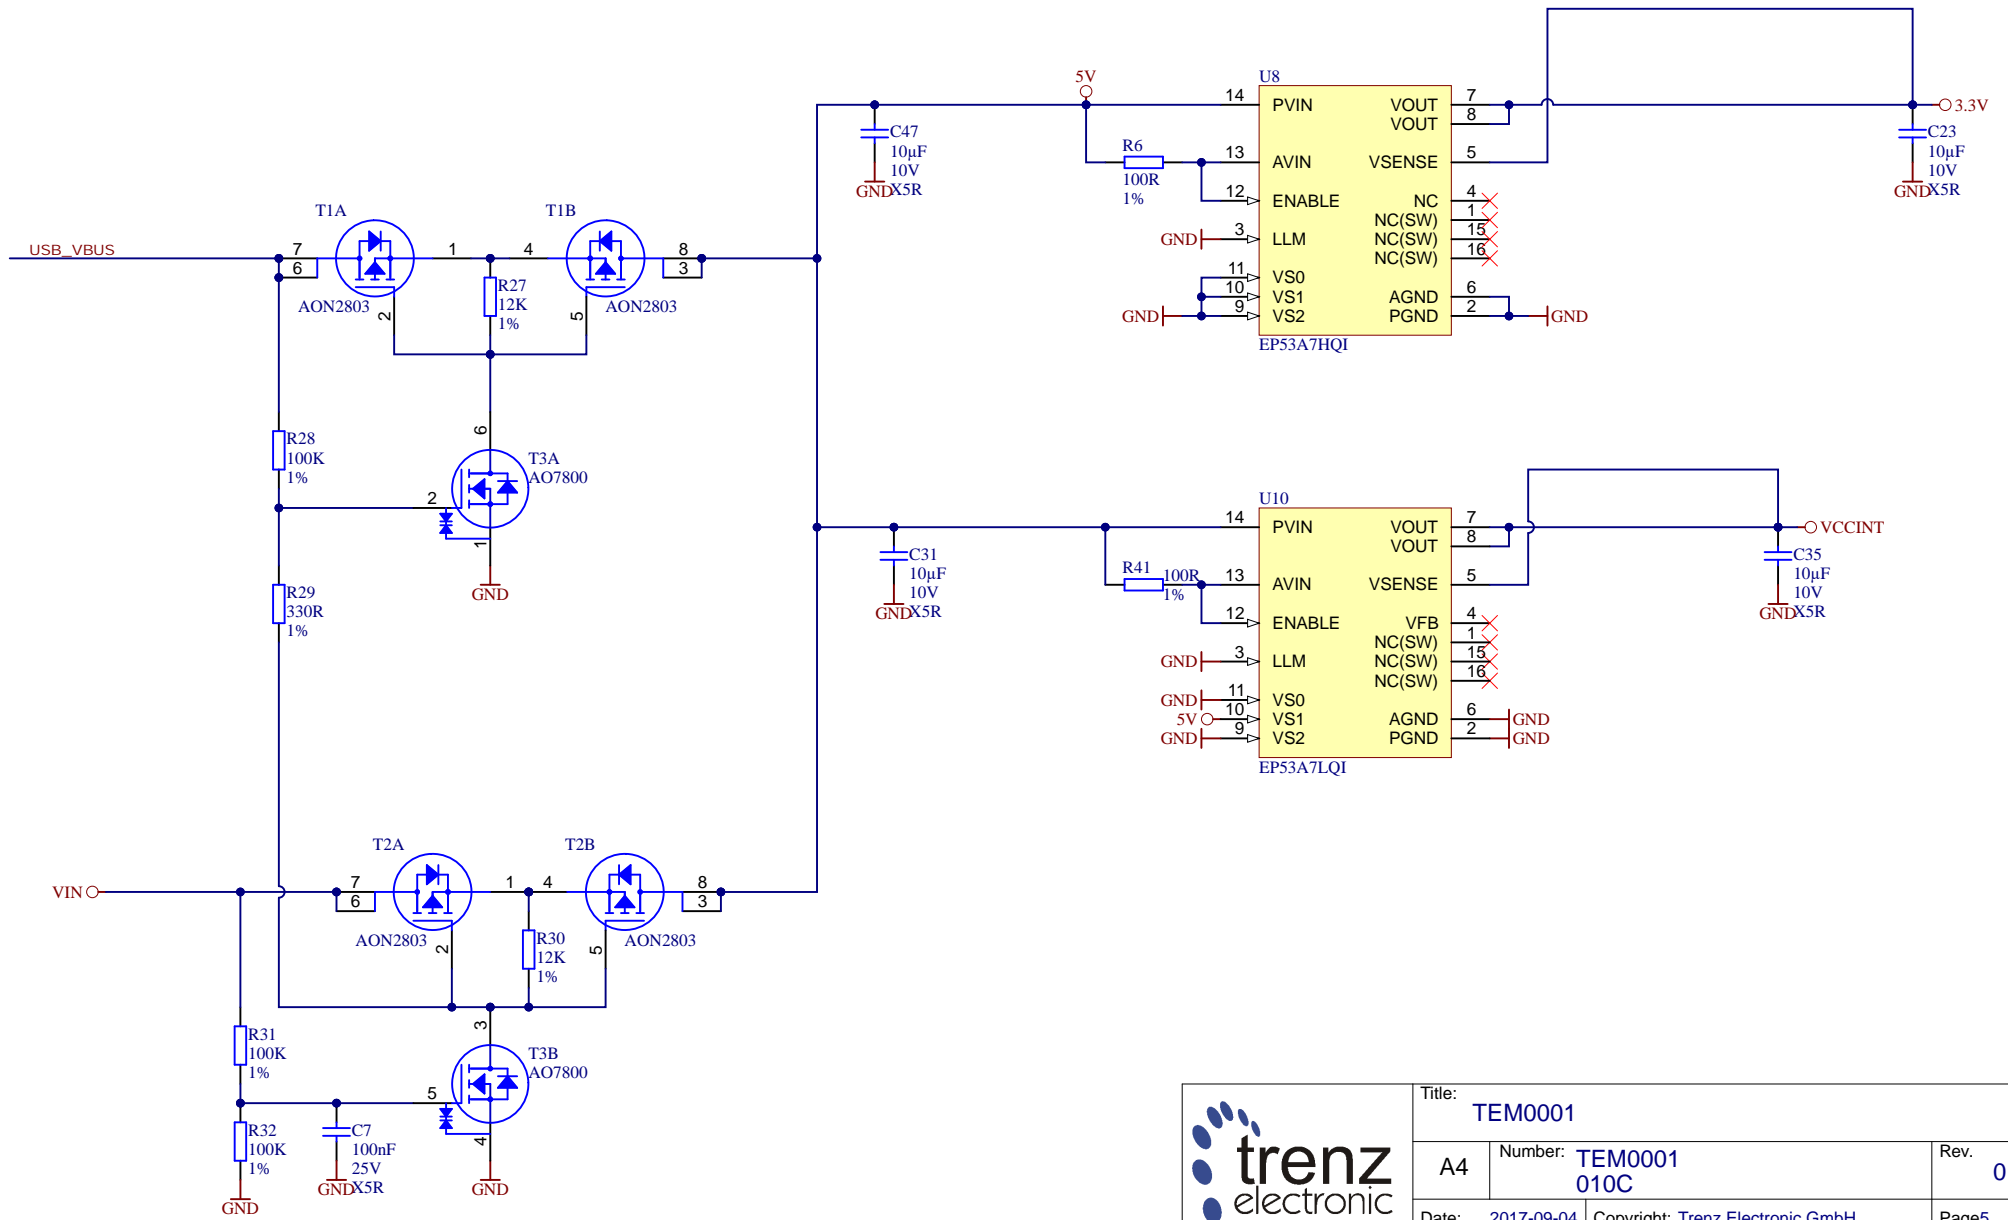 USB_VBUS
T1A
7
6
1
AON2803
2
R27
12K
1%
T1B
4
8
3
AON2803
5
R28
100K
1%
6
T3A
AO7800
2
1
GND
R29
330R
1%
VIN
T2A
7
6
1
AON2803
2
R30
12K
1%
T2B
4
8
3
AON2803
5
R31
100K
1%
3
T3B
AO7800
5
4
GND
R32
100K
1%
GND
C7
100nF
25V
X5R
GND
C47
10µF
10V
X5R
GND
5V
R6
100R
1%
U8
14 PVIN
13 AVIN
12 ENABLE
GND 3 LLM
11 VS0
10 VS1
GND 9 VS2
VOUT 7
VOUT 8
VSENSE 5
NC 4
NC(SW) 1
NC(SW) 15
NC(SW) 16
AGND 6
PGND 2 GND
EP53A7HQI
3.3V
C23
10µF
10V
X5R
GND
C31
10µF
10V
X5R
GND
R41
100R
1%
U10
14 PVIN
13 AVIN
12 ENABLE
GND 3 LLM
GND 11 VS0
5V 10 VS1
GND 9 VS2
VOUT 7
VOUT 8
VSENSE 5
VFB 4
NC(SW) 1
NC(SW) 15
NC(SW) 16
AGND 6 GND
PGND 2 GND
EP53A7LQI
VCCINT
C35
10µF
10V
X5R
GND
trenz
electronic
Title:
TEM0001
A4
Number: TEM0001
010C
Rev.
0
Date: 2017-09-04
Copyright: Trenz Electronic GmbH
Page5